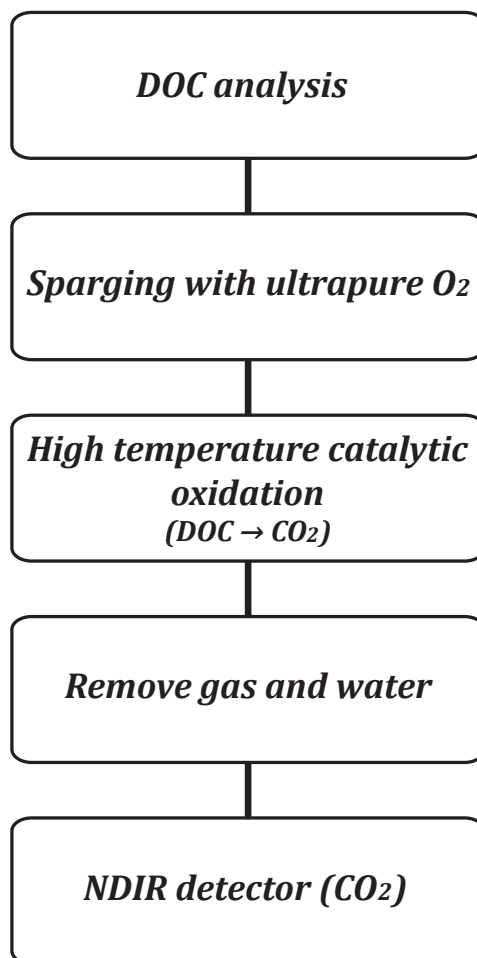 DOC analysis
Sparging with ultrapure O₂
High temperature catalytic
oxidation
(DOC → CO₂)
Remove gas and water
NDIR detector (CO₂)